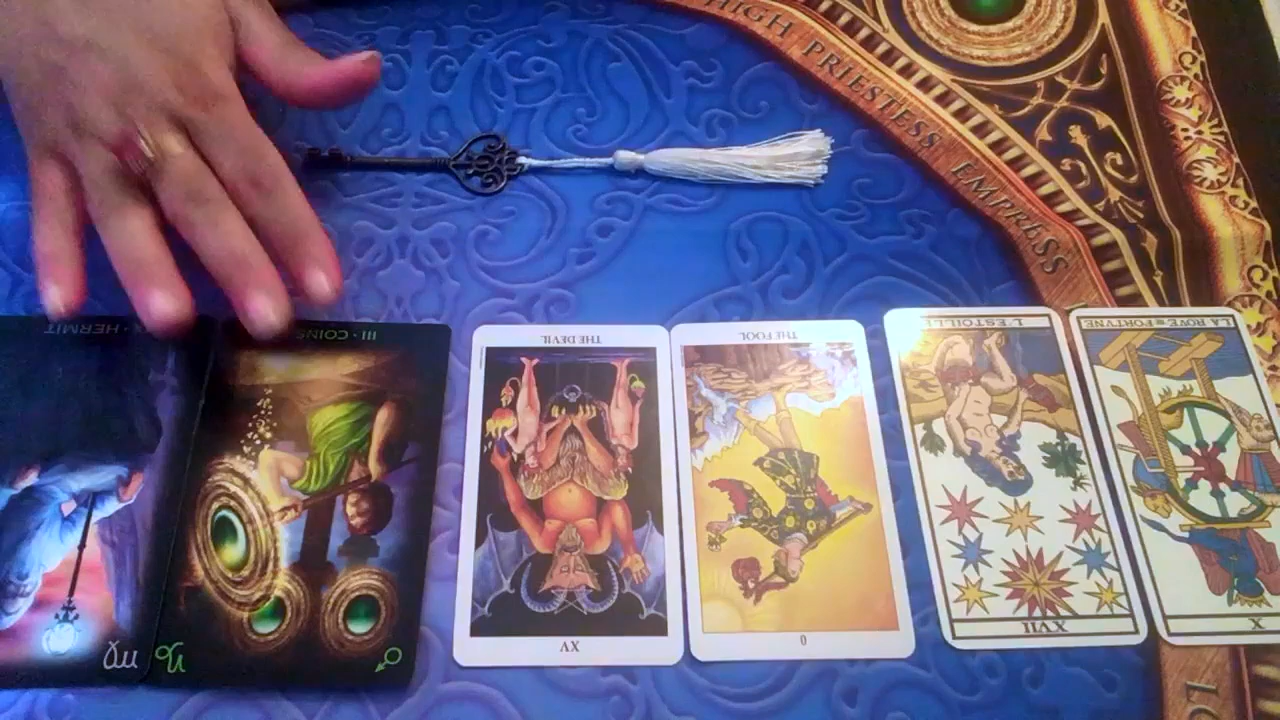 HIGH PRIESTESS EMPRESS
HERMIT
III • COINS
THE DEVIL
THE FOOL
L'ESTOILLE
LA ROVE DE FORTVNE
XV
0
XVII
X